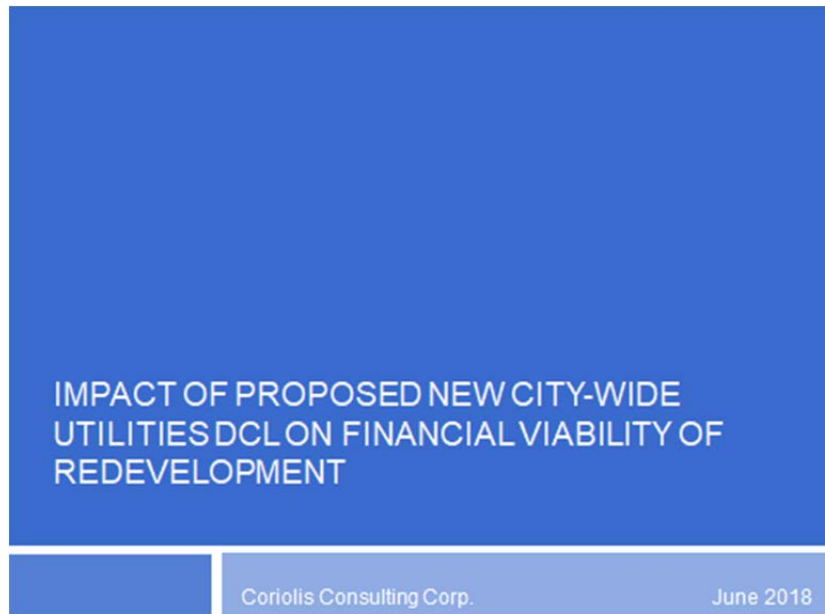 IMPACT OF PROPOSED NEW CITY-WIDE
UTILITIES DCL ON FINANCIAL VIABILITY OF
REDEVELOPMENT
Coriolis Consulting Corp. June 2018